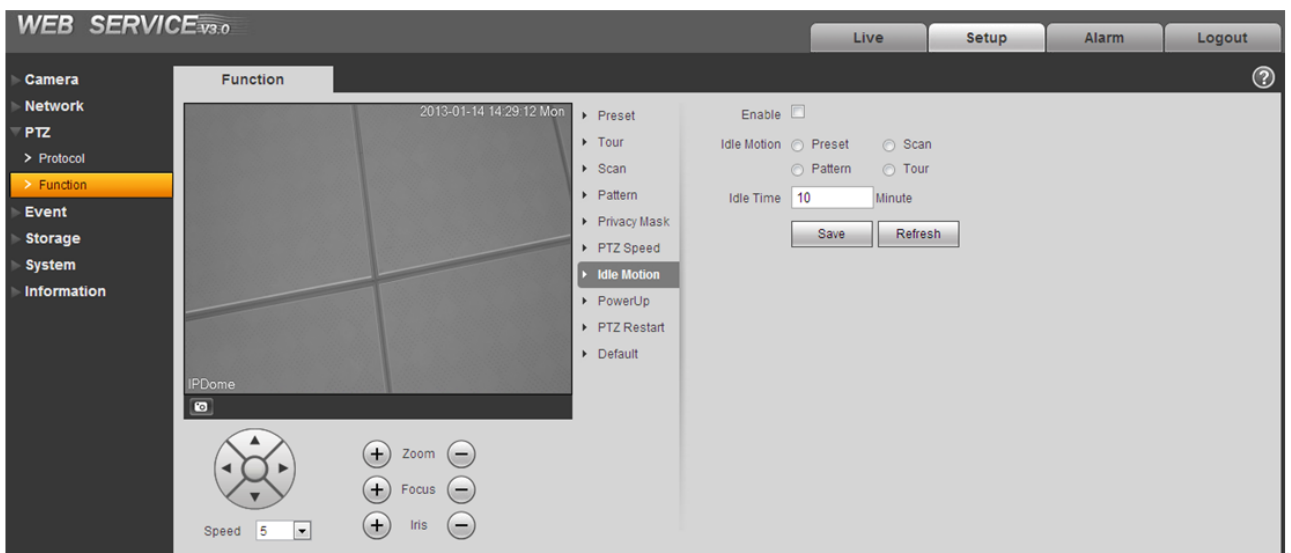 WEB SERVICE V3.0
Live
Setup
Alarm
Logout
Camera
Network
PTZ
> Protocol
> Function
Event
Storage
System
Information
Function
?
2013-01-14 14:29:12 Mon
IPDome
Preset
Tour
Scan
Pattern
Privacy Mask
PTZ Speed
Idle Motion
PowerUp
PTZ Restart
Default
Enable
Idle Motion Preset Scan
Pattern Tour
Idle Time 10 Minute
Save Refresh
+ Zoom −
+ Focus −
+ Iris −
Speed 5